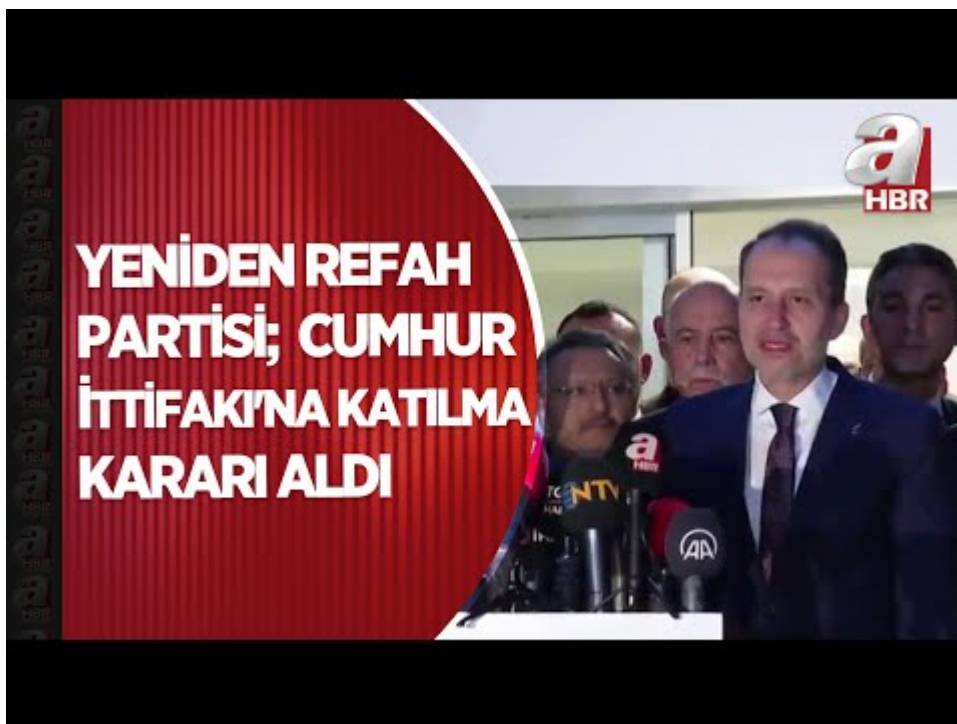 YENİDEN REFAH
PARTİSİ; CUMHUR
İTTİFAKI'NA KATILMA
KARARI ALDI
a
HBR
a
HBR
NTV
AA